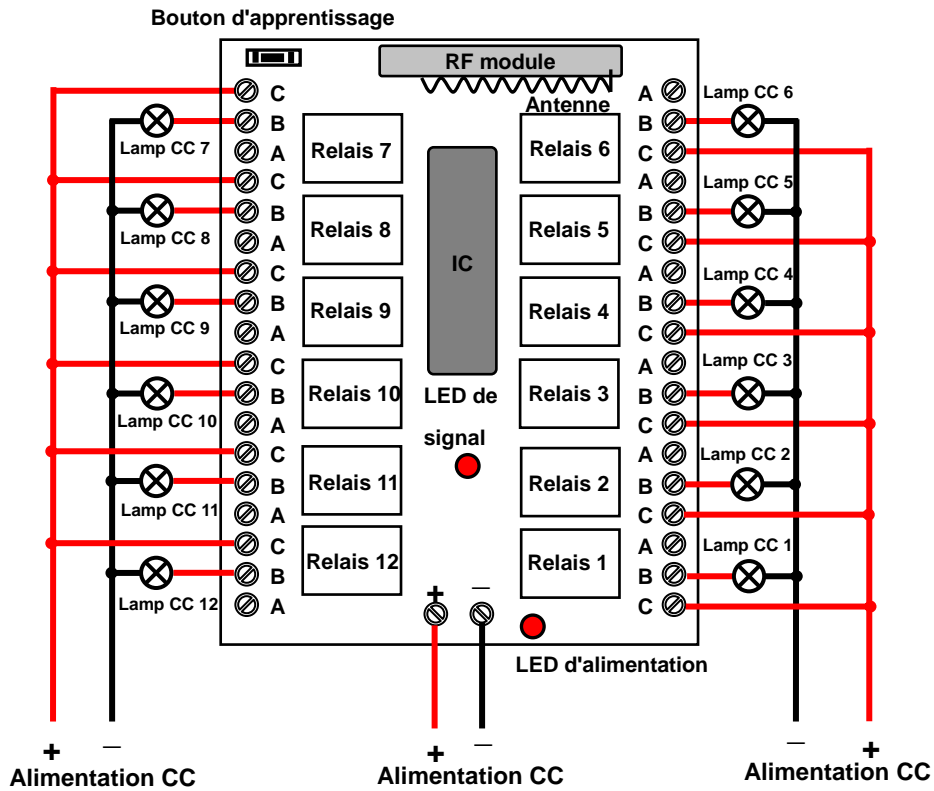 Bouton d'apprentissage
RF module
Antenne
C
B
A
C
B
A
C
B
A
C
B
A
C
B
A
C
B
A
Lamp CC 7
Lamp CC 8
Lamp CC 9
Lamp CC 10
Lamp CC 11
Lamp CC 12
Relais 7
Relais 8
Relais 9
Relais 10
Relais 11
Relais 12
IC
LED de
signal
Relais 6
Relais 5
Relais 4
Relais 3
Relais 2
Relais 1
A
B
C
A
B
C
A
B
C
A
B
C
A
B
C
A
B
C
Lamp CC 6
Lamp CC 5
Lamp CC 4
Lamp CC 3
Lamp CC 2
Lamp CC 1
+ —
LED d'alimentation
+ —
Alimentation CC
+ —
Alimentation CC
— +
Alimentation CC